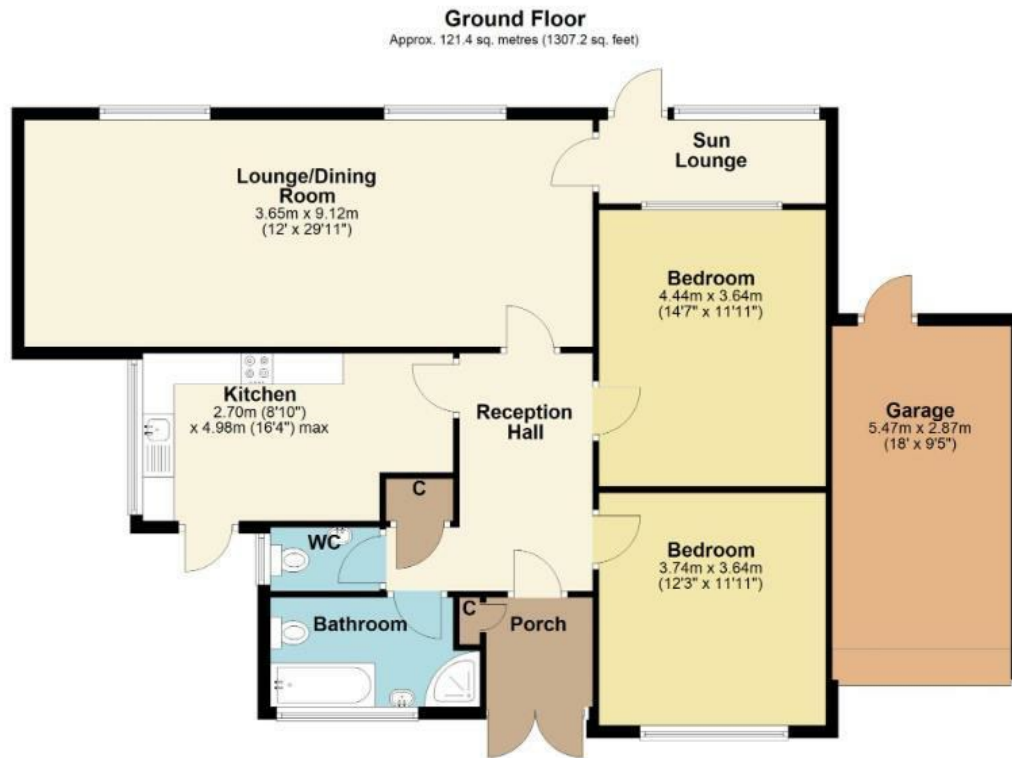 Ground Floor
Approx. 121.4 sq. metres (1307.2 sq. feet)
Sun
Lounge
Lounge/Dining
Room
3.65m x 9.12m
(12' x 29'11")
Bedroom
4.44m x 3.64m
(14'7" x 11'11")
Kitchen
2.70m (8'10")
x 4.98m (16'4") max
Reception
Hall
Garage
5.47m x 2.87m
(18' x 9'5")
C
WC
Bedroom
3.74m x 3.64m
(12'3" x 11'11")
Bathroom
C
Porch